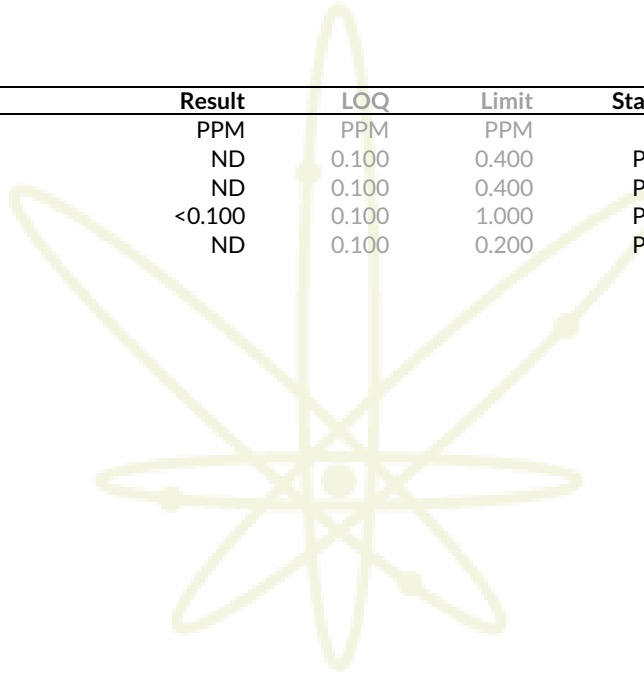 Result LOQ Limit Sta
PPM PPM PPM
ND 0.100 0.400 P
ND 0.100 0.400 P
<0.100 0.100 1.000 P
ND 0.100 0.200 P